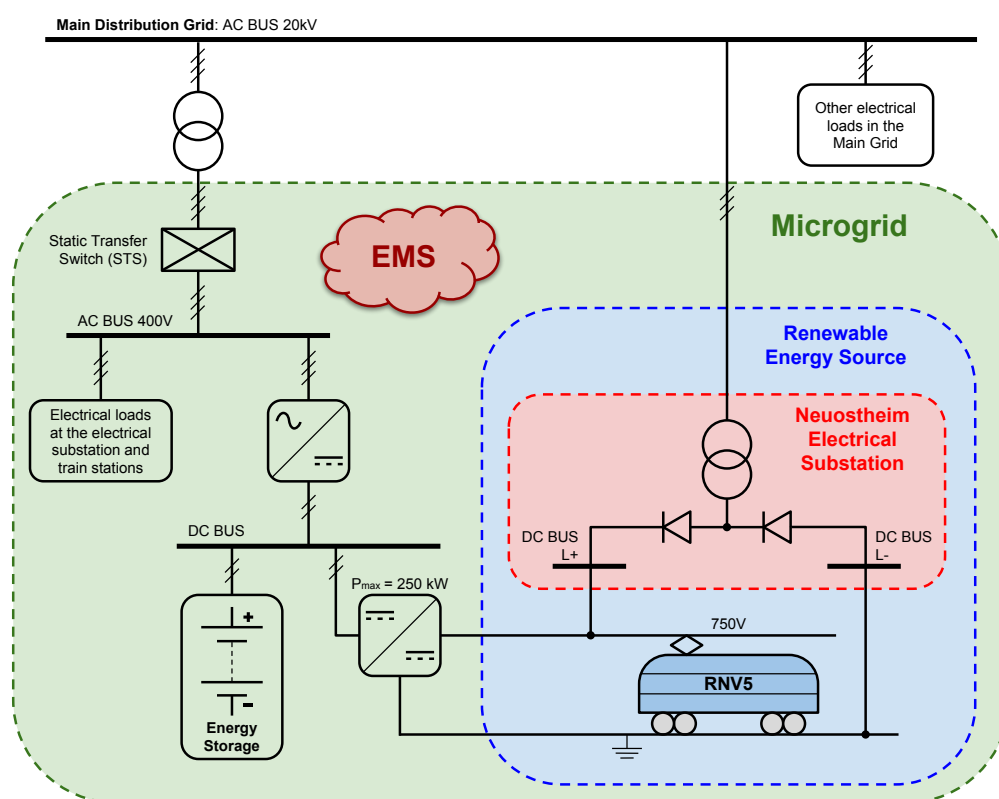 Main Distribution Grid: AC BUS 20kV
Other electrical
loads in the
Main Grid
Microgrid
Static Transfer
Switch (STS)
EMS
AC BUS 400V
Renewable
Energy Source
Electrical loads
at the electrical
substation and
train stations
Neuostheim
Electrical
Substation
DC BUS
DC BUS
L+
DC BUS
L-
Pmax = 250 kW
750V
+
-
Energy
Storage
RNV5